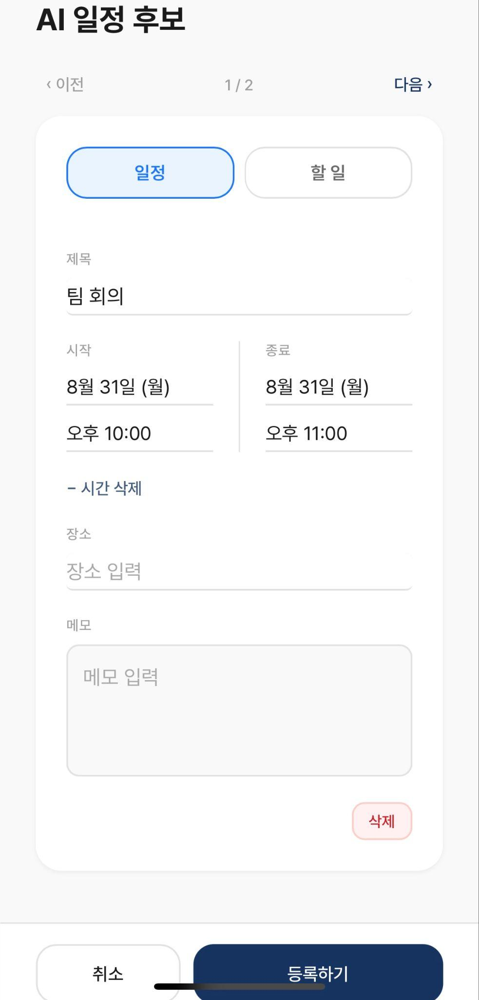 AI 일정 후보
‹ 이전
1 / 2
다음 ›
일정
할 일
제목
팀 회의
시작
종료
8월 31일 (월)
8월 31일 (월)
오후 10:00
오후 11:00
− 시간 삭제
장소
장소 입력
메모
메모 입력
삭제
취소
등록하기